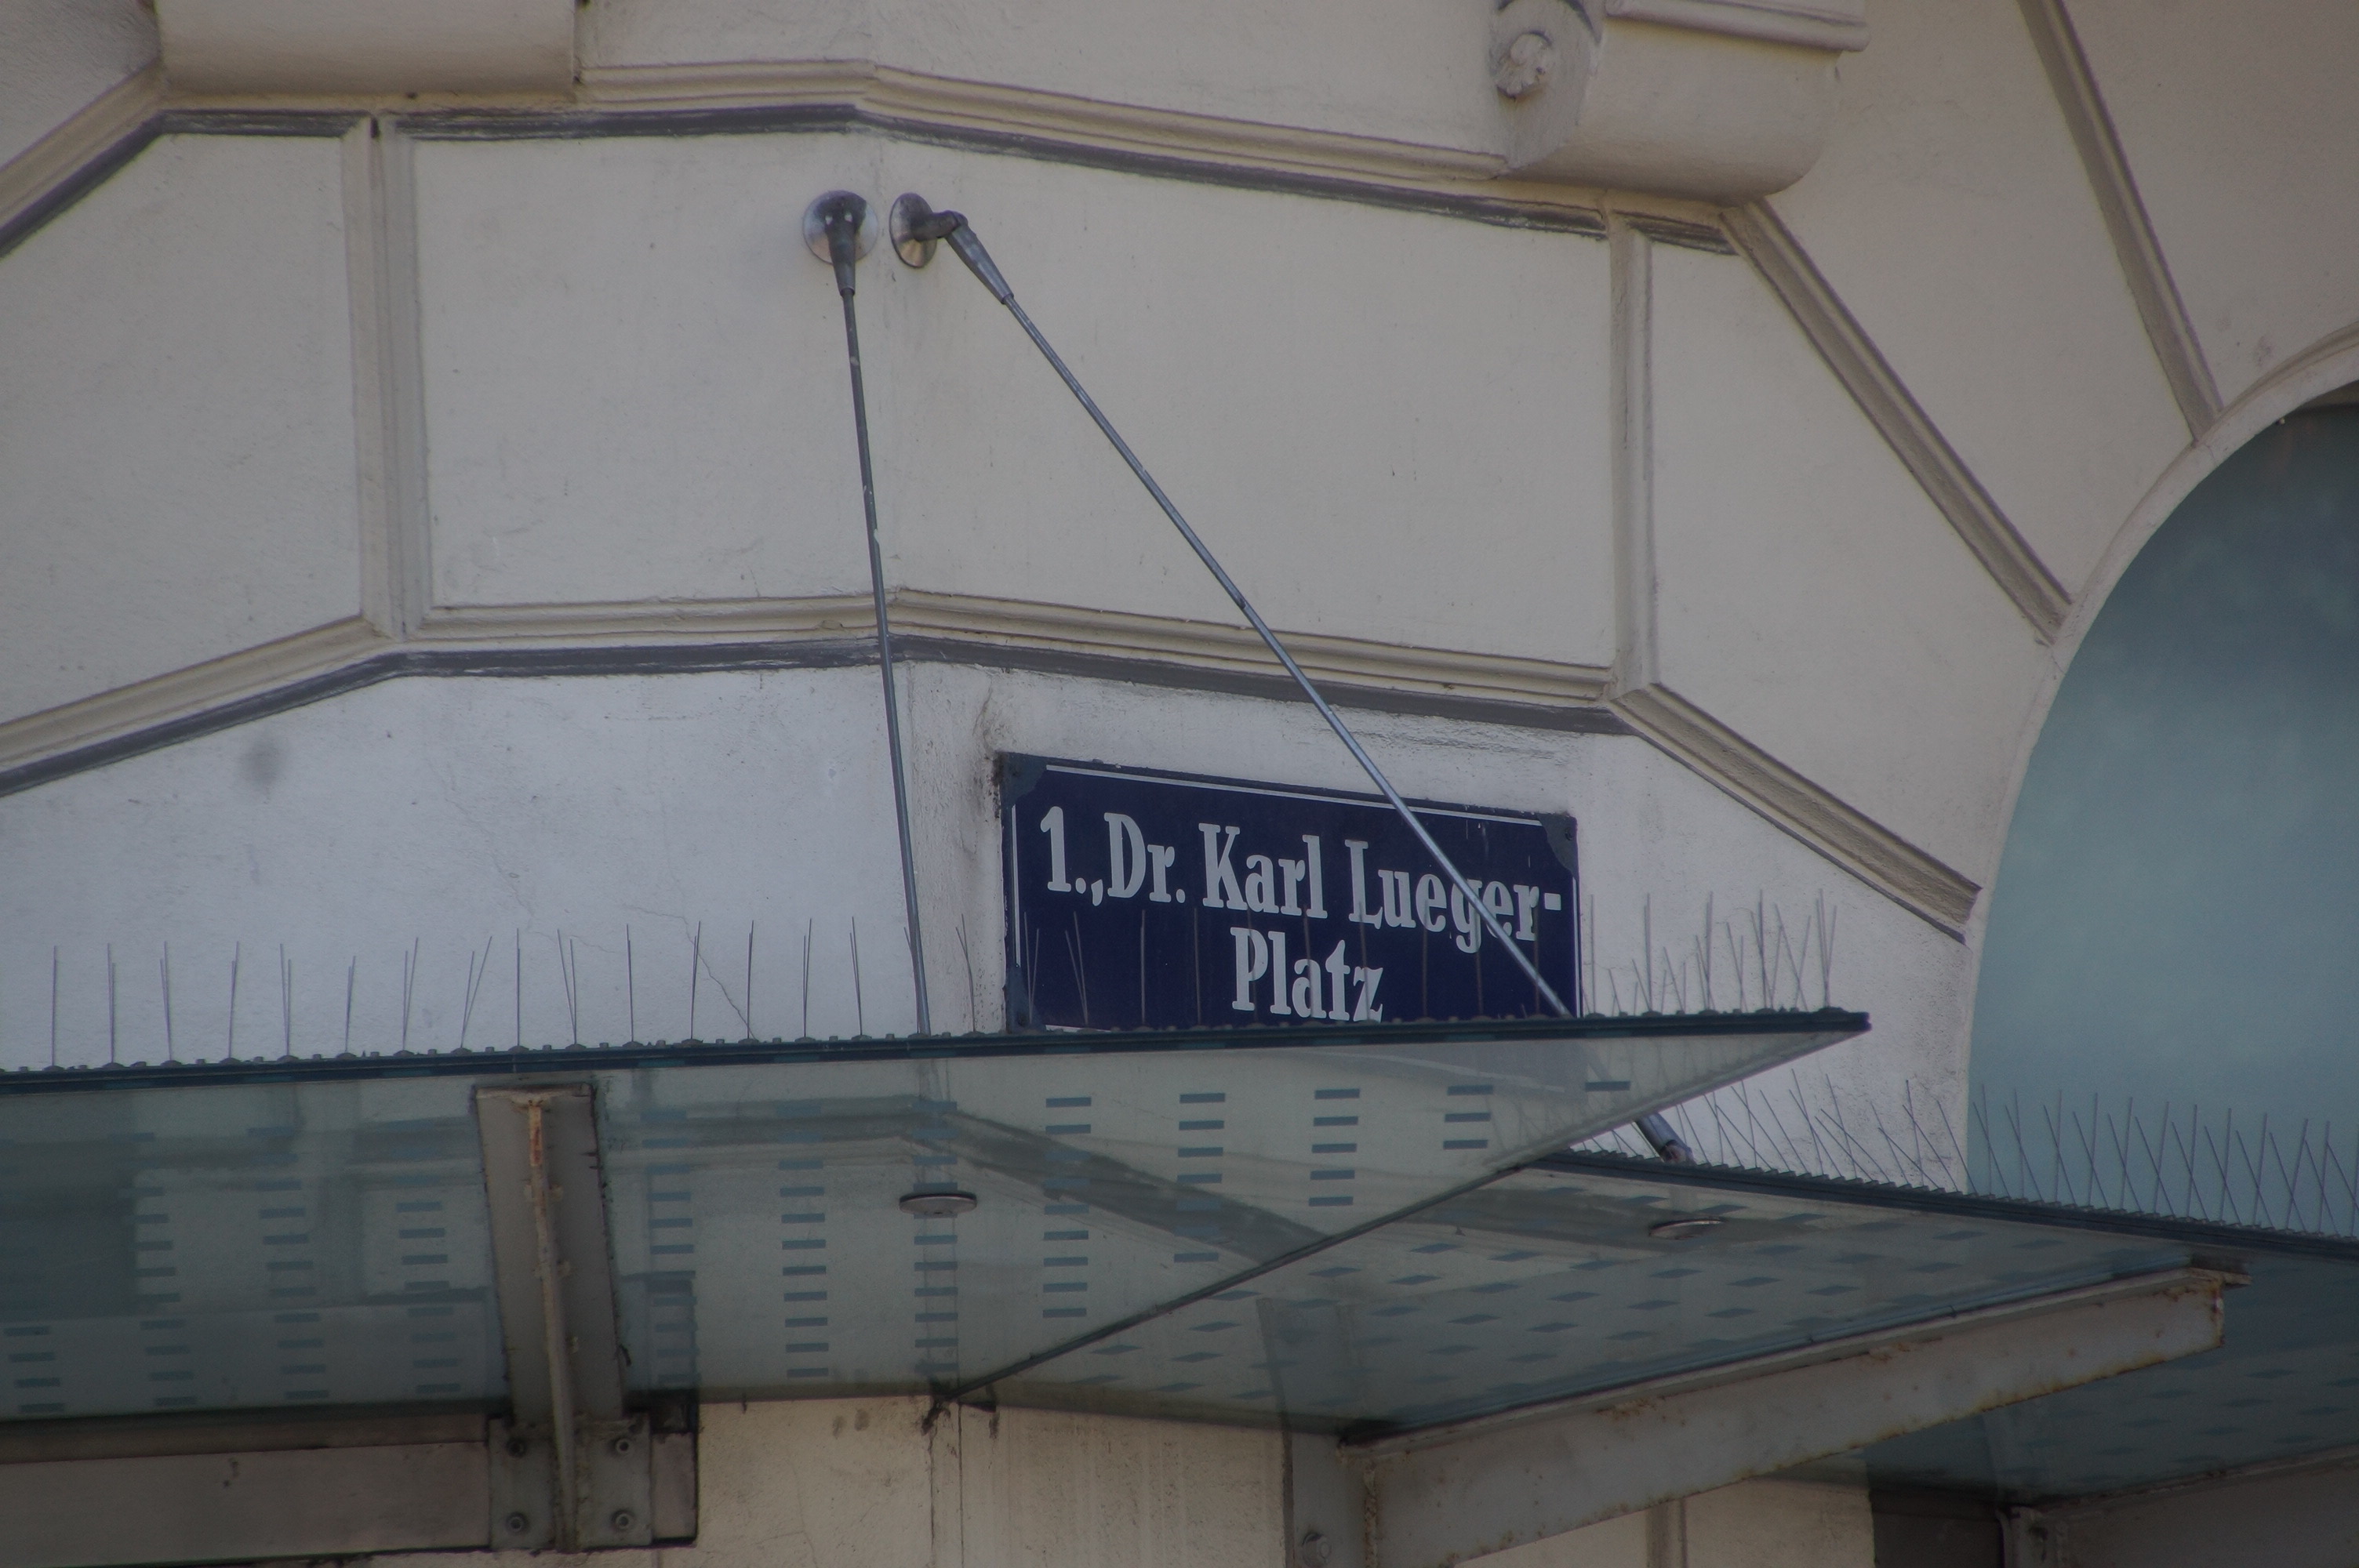 1.,Dr. Karl Lueger-
Platz